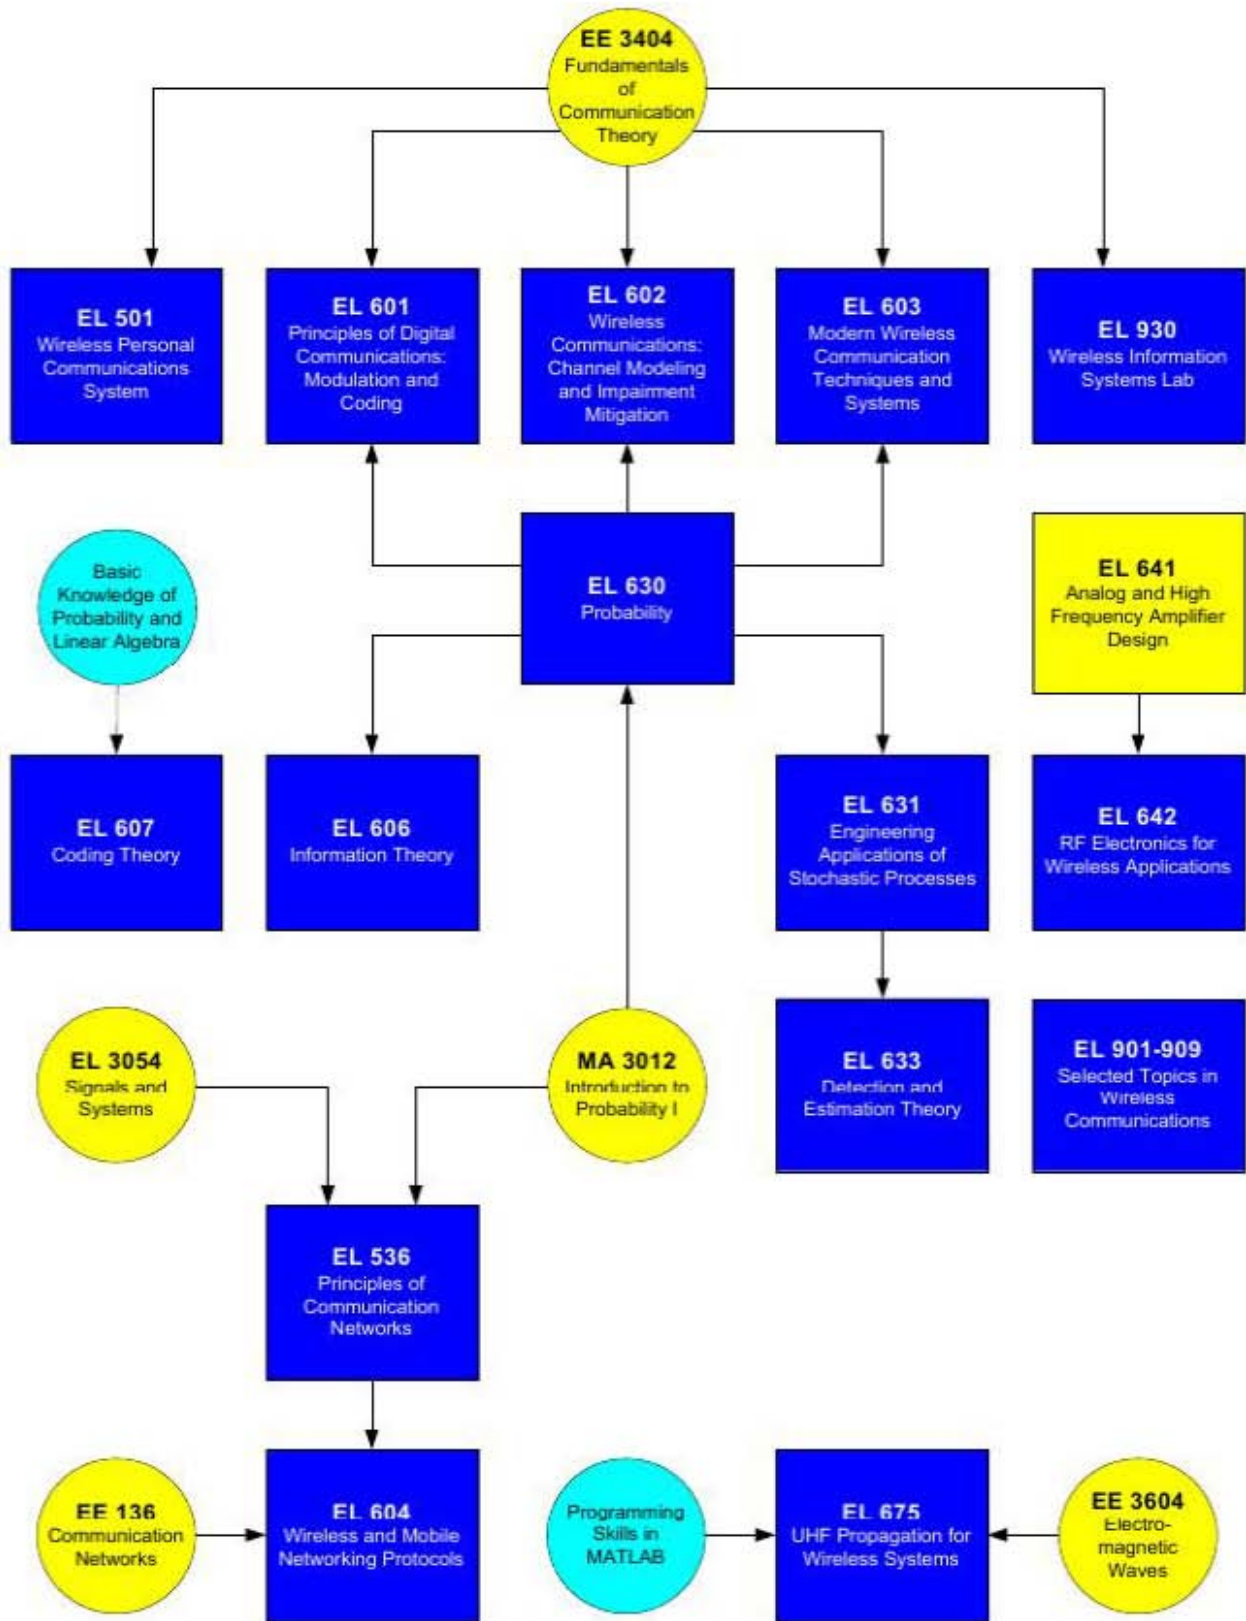 EE 3404
Fundamentals
of
Communication
Theory
EL 501
Wireless Personal
Communications
System
EL 601
Principles of Digital
Communications:
Modulation and
Coding
EL 602
Wireless
Communications:
Channel Modeling
and Impairment
Mitigation
EL 603
Modern Wireless
Communication
Techniques and
Systems
EL 930
Wireless Information
Systems Lab
Basic
Knowledge of
Probability and
Linear Algebra
EL 630
Probability
EL 641
Analog and High
Frequency Amplifier
Design
EL 607
Coding Theory
EL 606
Information Theory
EL 631
Engineering
Applications of
Stochastic Processes
EL 642
RF Electronics for
Wireless Applications
EL 3054
Signals and
Systems
MA 3012
Introduction to
Probability I
EL 633
Detection and
Estimation Theory
EL 901-909
Selected Topics in
Wireless
Communications
EL 536
Principles of
Communication
Networks
EE 136
Communication
Networks
EL 604
Wireless and Mobile
Networking Protocols
Programming
Skills in
MATLAB
EL 675
UHF Propagation for
Wireless Systems
EE 3604
Electro-
magnetic
Waves